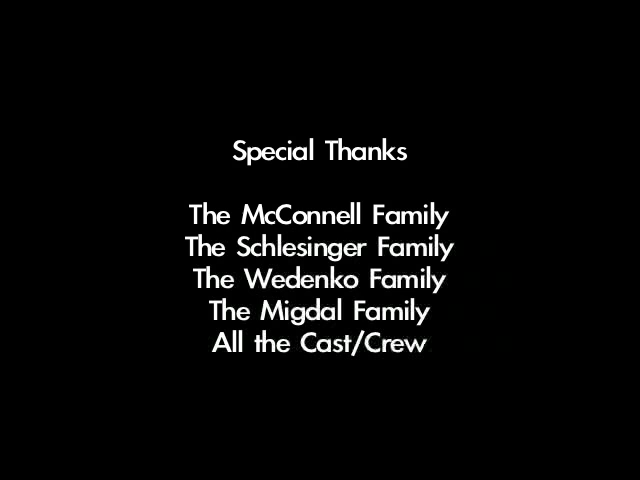 Special Thanks
The McConnell Family
The Schlesinger Family
The Wedenko Family
The Migdal Family
All the Cast/Crew